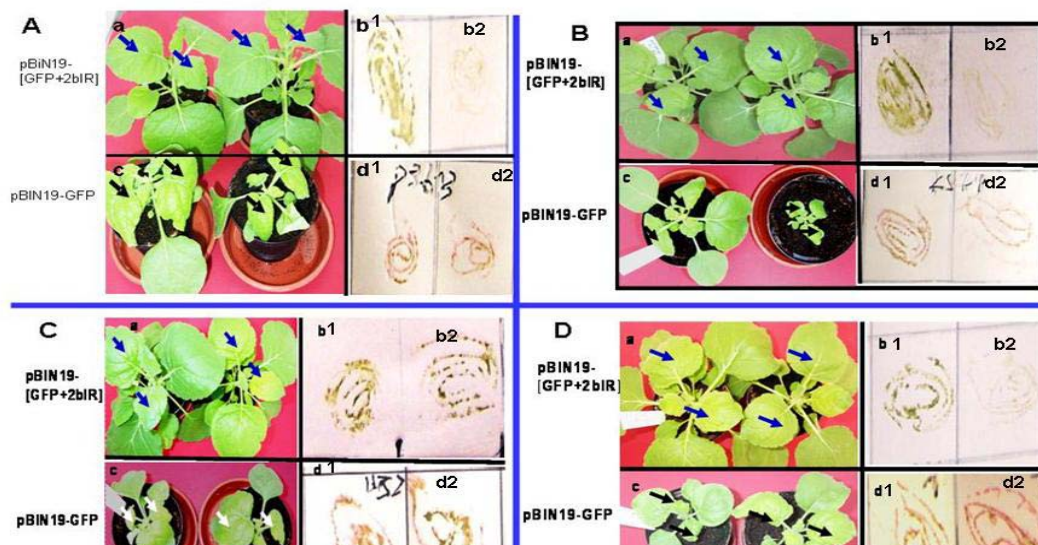 A
a
b1
b2
pBiN19-
[GFP+2bIR]
c
d1
d2
pBIN19-GFP
B
a
b1
b2
pBIN19-
[GFP+2bIR]
c
d1
d2
pBIN19-GFP
C
a
b1
b2
pBIN19-
[GFP+2bIR]
c
d1
d2
pBIN19-GFP
D
a
b1
b2
pBIN19-
[GFP+2bIR]
c
d1
d2
pBIN19-GFP